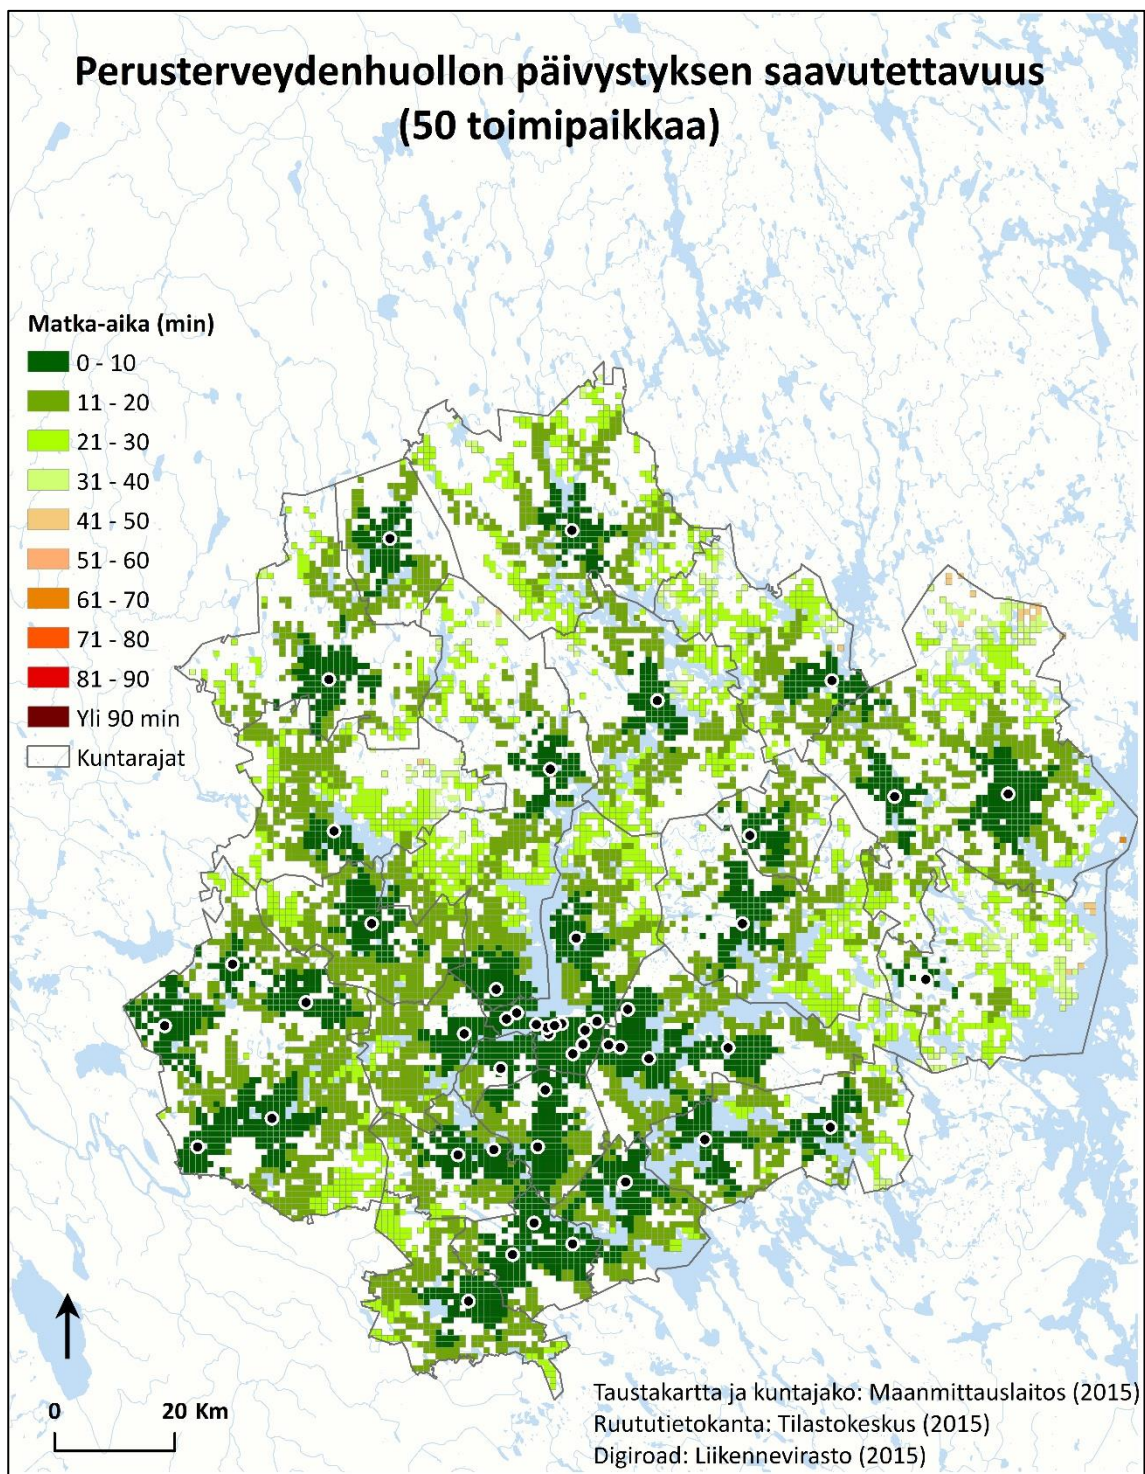 Perusterveydenhuollon päivystyksen saavutettavuus
(50 toimipaikkaa)
Matka-aika (min)
0 - 10
11 - 20
21 - 30
31 - 40
41 - 50
51 - 60
61 - 70
71 - 80
81 - 90
Yli 90 min
Kuntarajat
0 20 Km
Taustakartta ja kuntajako: Maanmittauslaitos (2015)
Ruututietokanta: Tilastokeskus (2015)
Digiroad: Liikennevirasto (2015)